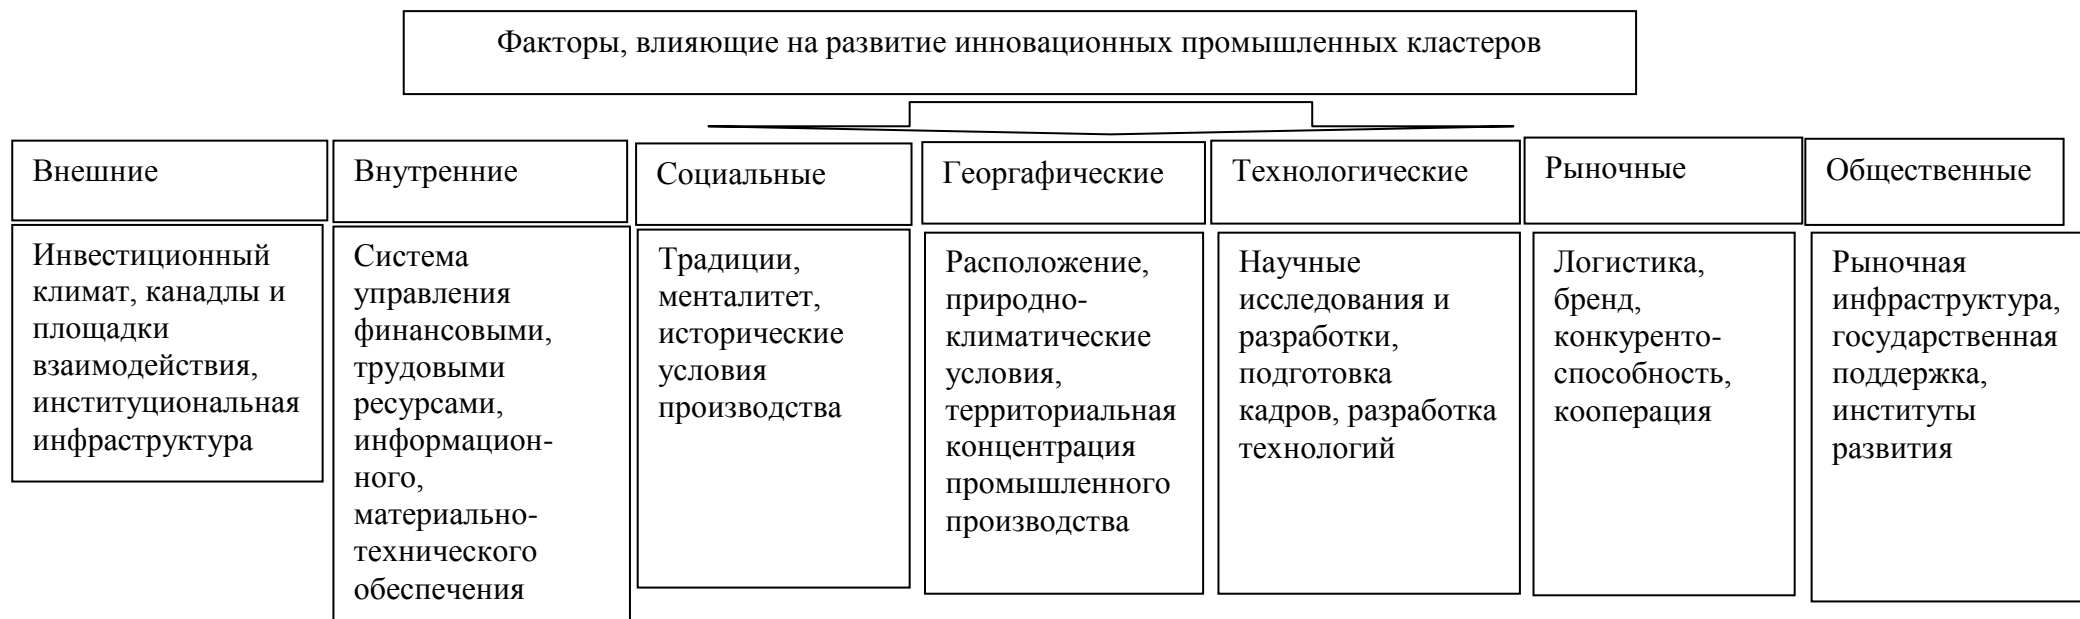 Факторы, влияющие на развитие инновационных промышленных кластеров
Внешние
Инвестиционный
климат, канадлы и
площадки
взаимодействия,
институциональная
инфраструктура
Внутренние
Система
управления
финансовыми,
трудовыми
ресурсами,
информацион-
ного,
материально-
технического
обеспечения
Социальные
Традиции,
менталитет,
исторические
условия
производства
Георгафические
Расположение,
природно-
климатические
условия,
территориальная
концентрация
промышленного
производства
Технологические
Научные
исследования и
разработки,
подготовка
кадров, разработка
технологий
Рыночные
Логистика,
бренд,
конкуренто-
способность,
кооперация
Общественные
Рыночная
инфраструктура,
государственная
поддержка,
институты
развития